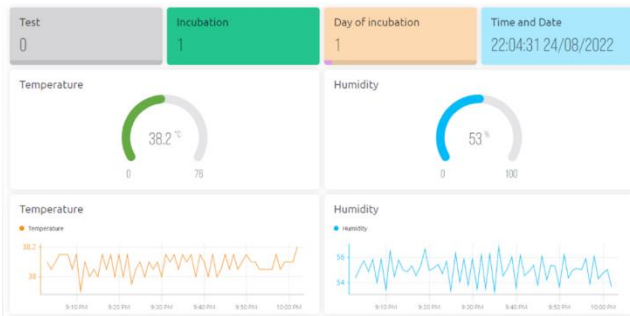 Test
0
Incubation
1
Day of incubation
1
Time and Date
22:04:31 24/08/2022
Temperature
38.2 °C
0 76
Humidity
53 %
0 100
Temperature
Temperature
38.2
38
9:10 PM 9:20 PM 9:30 PM 9:40 PM 9:50 PM 10:00 PM
Humidity
Humidity
56
54
9:10 PM 9:20 PM 9:30 PM 9:40 PM 9:50 PM 10:00 PM